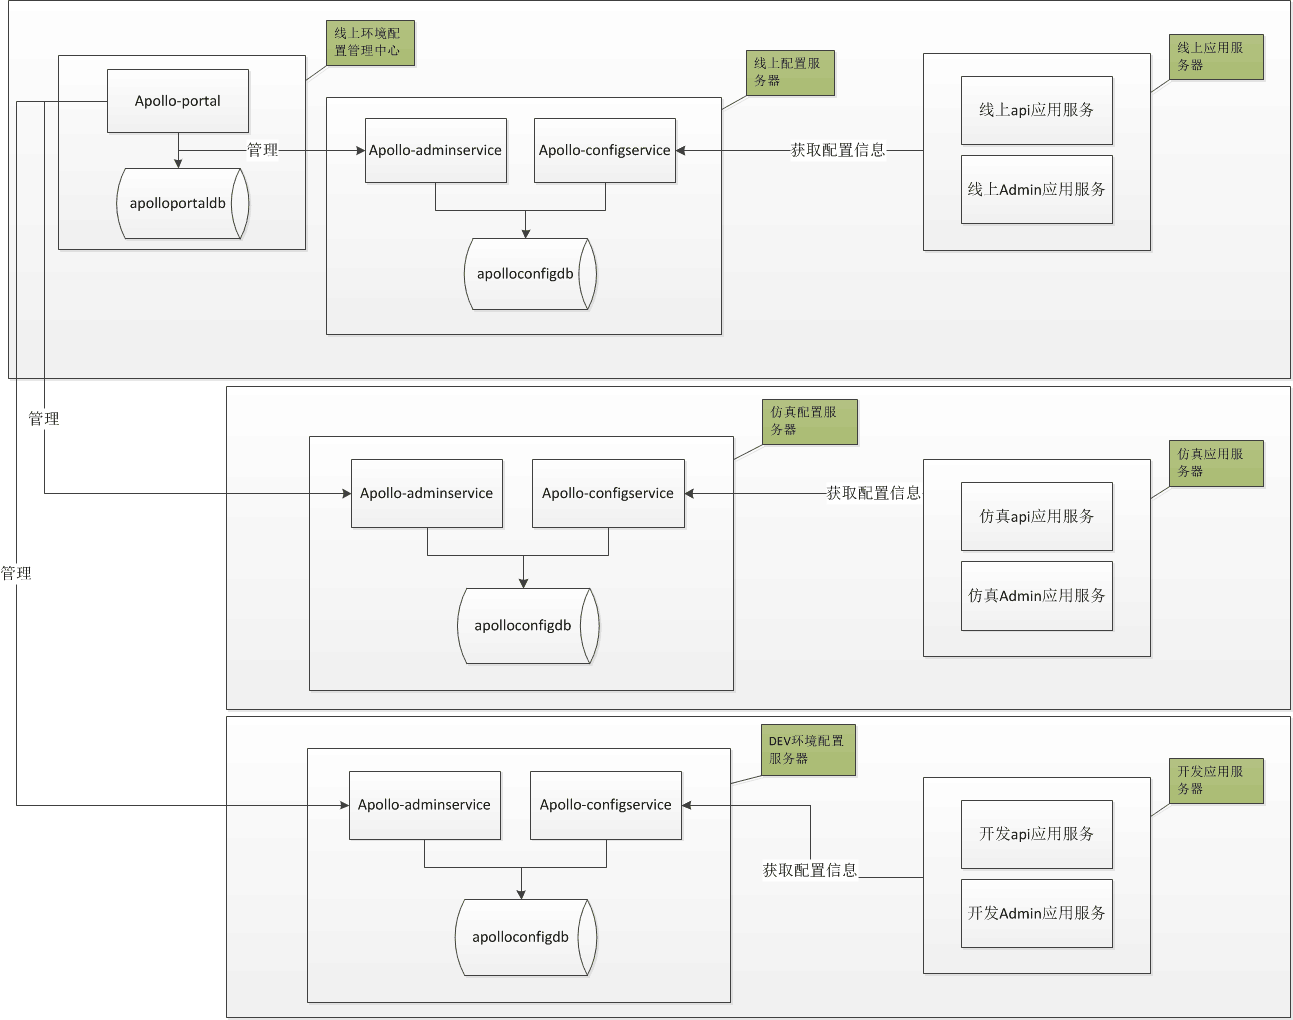 线上环境配
置管理中心
Apollo-portal
apolloportaldb
管理
线上配置服
务器
Apollo-adminservice
Apollo-configservice
apolloconfigdb
获取配置信息
线上应用服
务器
线上api应用服务
线上Admin应用服务
管理
仿真配置服
务器
Apollo-adminservice
Apollo-configservice
apolloconfigdb
获取配置信息
仿真应用服
务器
仿真api应用服务
仿真Admin应用服务
管理
DEV环境配置
服务器
Apollo-adminservice
Apollo-configservice
apolloconfigdb
获取配置信息
开发应用服
务器
开发api应用服务
开发Admin应用服务